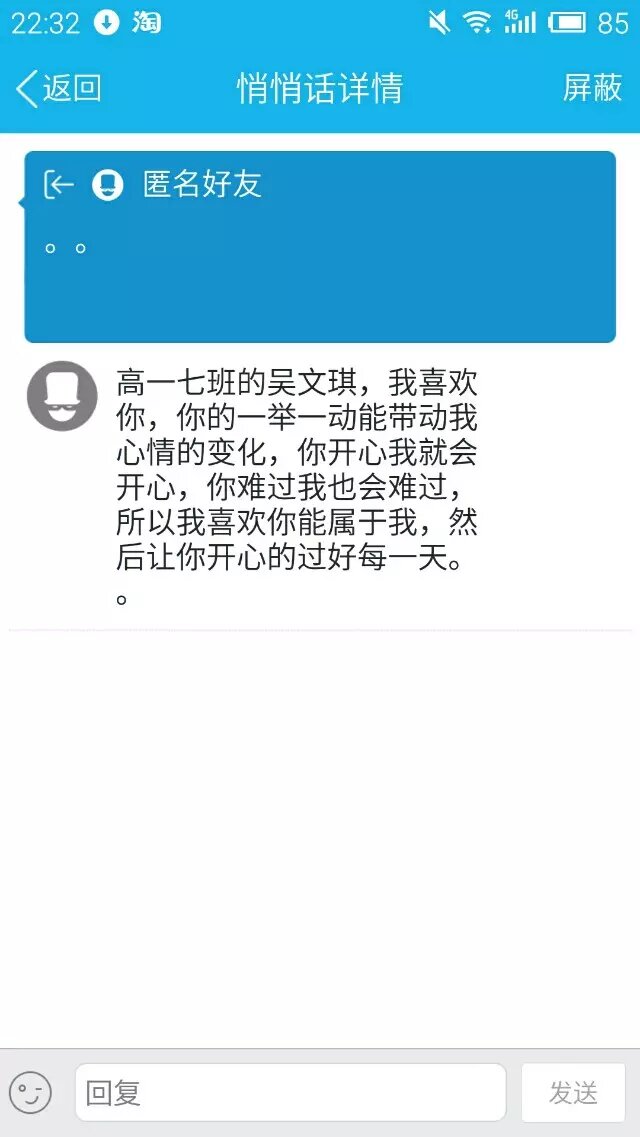 22:32 淘 4G 85
返回 悄悄话详情 屏蔽
匿名好友
。。
高一七班的吴文琪，我喜欢
你，你的一举一动能带动我
心情的变化，你开心我就会
开心，你难过我也会难过，
所以我喜欢你能属于我，然
后让你开心的过好每一天。
。
回复 发送